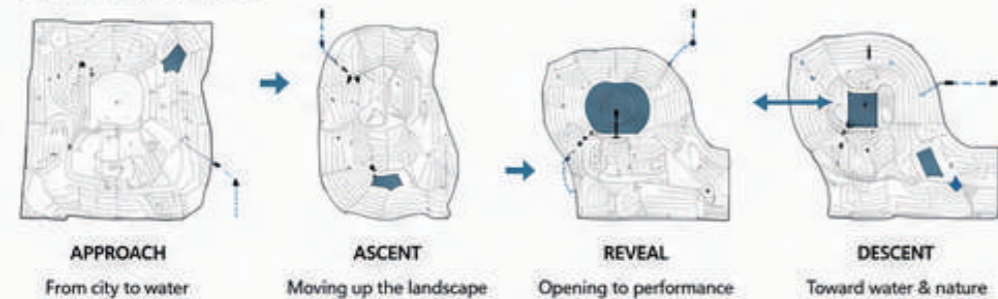 APPROACH
From city to water
ASCENT
Moving up the landscape
REVEAL
Opening to performance
DESCENT
Toward water & nature